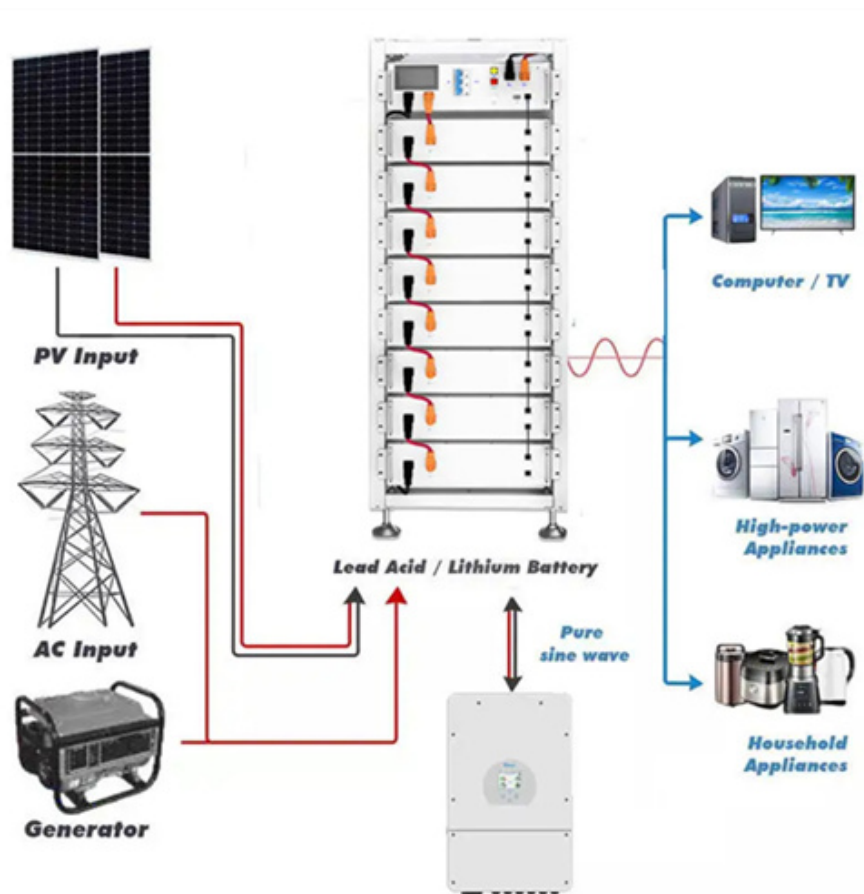 PV Input
AC Input
Generator
Lead Acid / Lithium Battery
Pure
sine wave
Computer / TV
High-power
Appliances
Household
Appliances